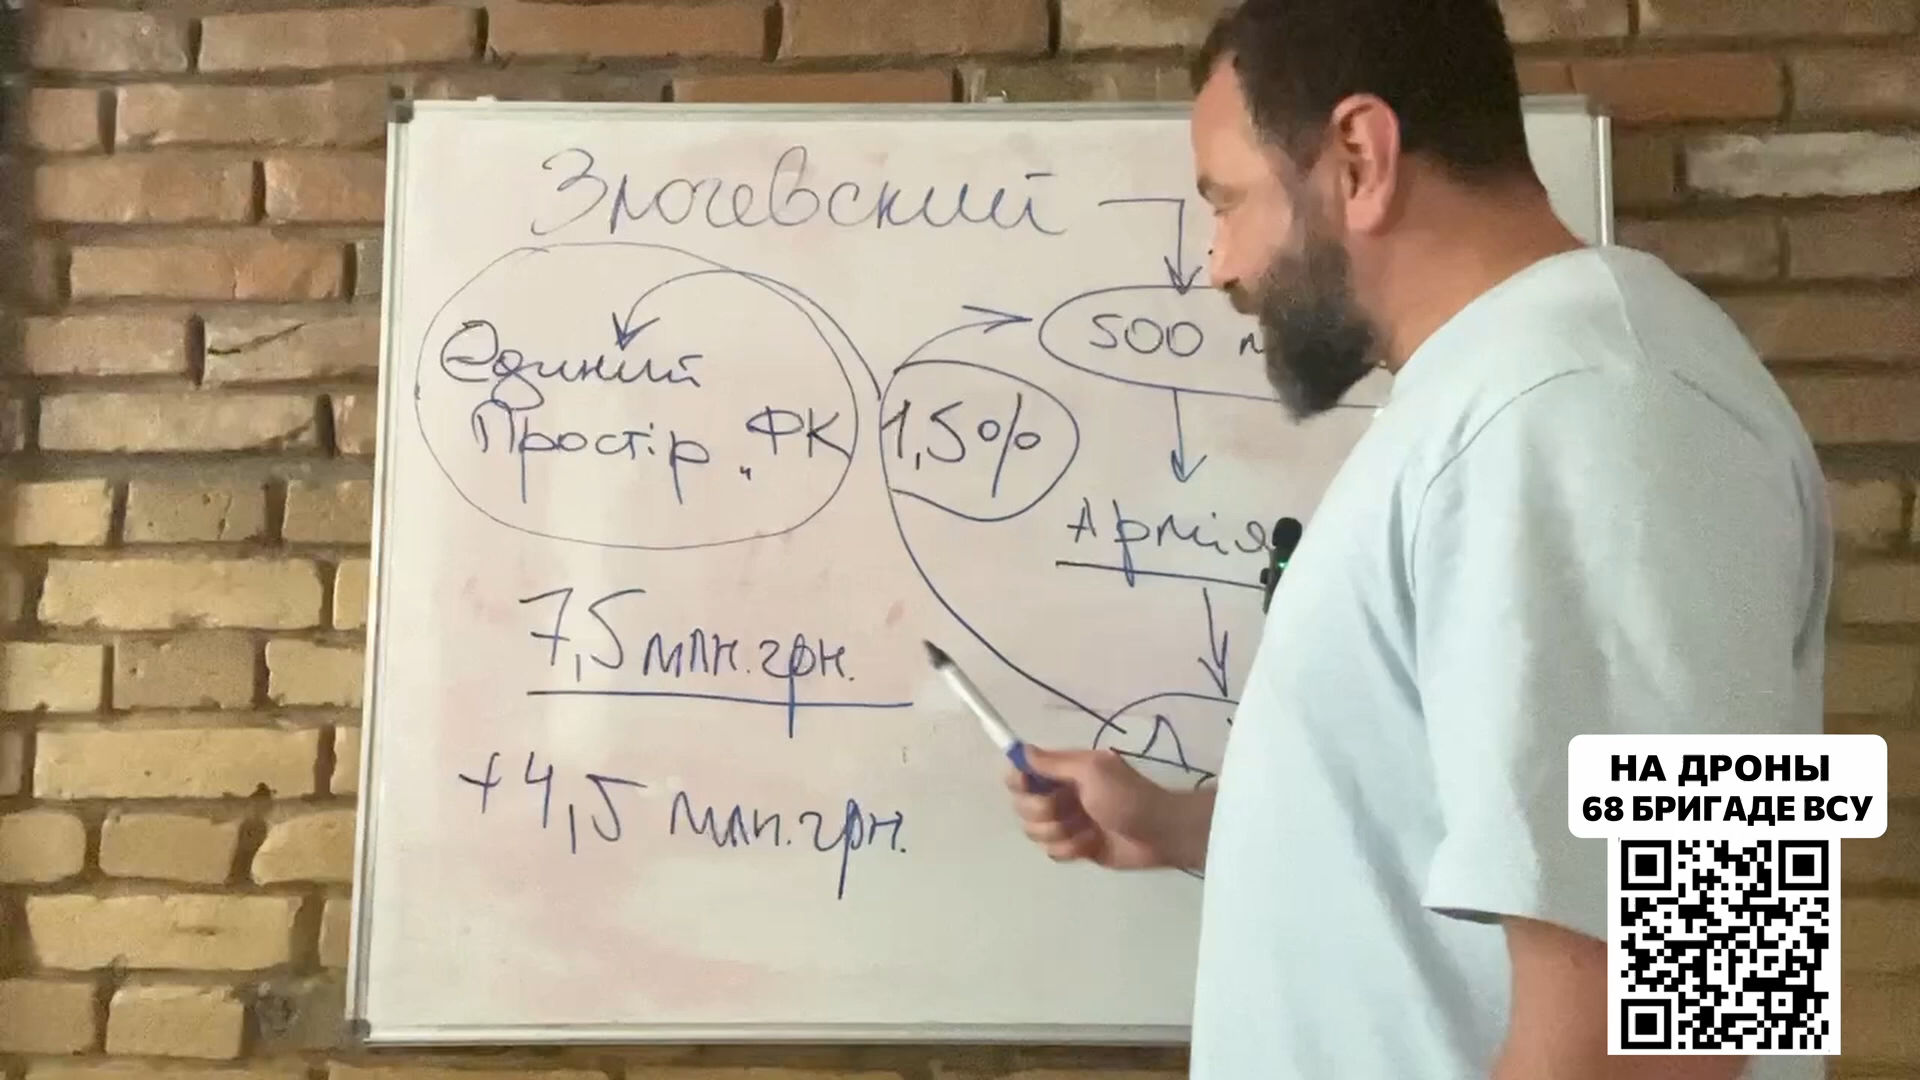 Злочевский
500
Єдиний
Простір „ФК
1,5%
Армія
7,5 млн.грн.
+4,5 млн.грн.
НА ДРОНЫ
68 БРИГАДЕ ВСУ